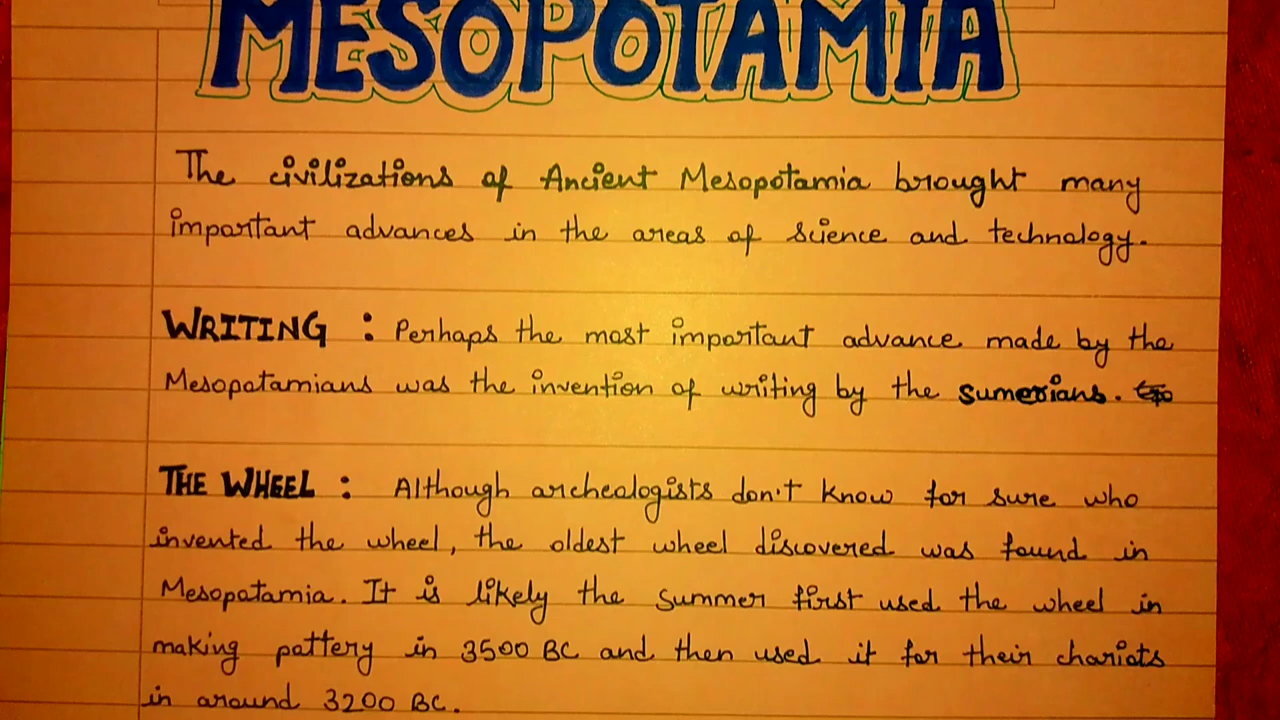 MESOPOTAMIA
The civilizations of Ancient Mesopotamia brought many
important advances in the areas of science and technology.
WRITING : Perhaps the most important advance made by the
Mesopotamians was the invention of writing by the Sumerians.
THE WHEEL : Although archeologists don't know for sure who
invented the wheel, the oldest wheel discovered was found in
Mesopotamia. It is likely the Summer first used the wheel in
making pottery in 3500 BC and then used it for their chariots
in around 3200 BC.